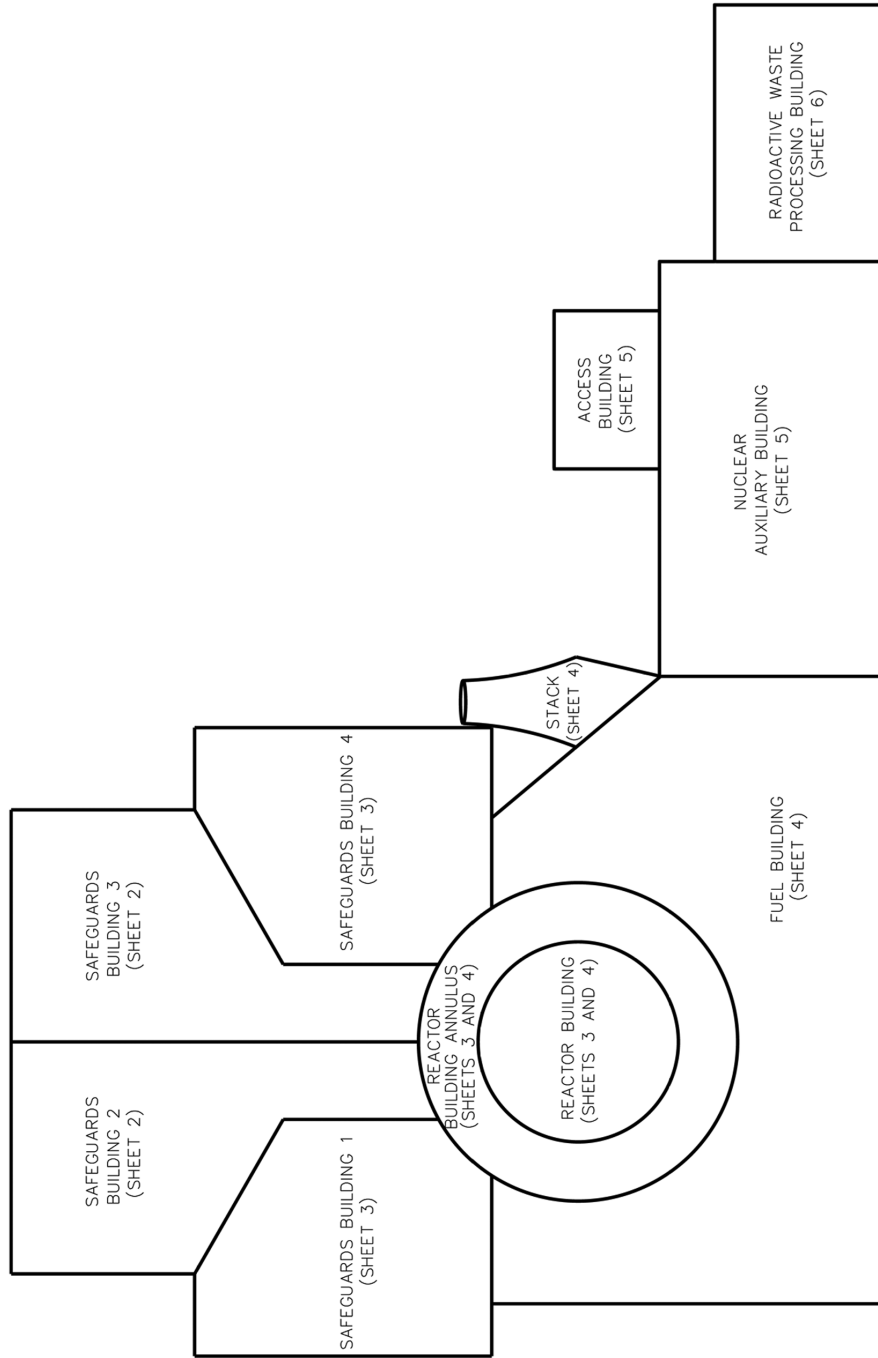 SAFEGUARDS
BUILDING 2
(SHEET 2)
SAFEGUARDS
BUILDING 3
(SHEET 2)
SAFEGUARDS BUILDING 1
(SHEET 3)
SAFEGUARDS BUILDING 4
(SHEET 3)
REACTOR
BUILDING ANNULUS
(SHEETS 3 AND 4)
REACTOR BUILDING
(SHEETS 3 AND 4)
STACK
(SHEET 4)
FUEL BUILDING
(SHEET 4)
ACCESS
BUILDING
(SHEET 5)
NUCLEAR
AUXILIARY BUILDING
(SHEET 5)
RADIOACTIVE WASTE
PROCESSING BUILDING
(SHEET 6)